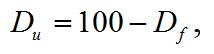 D_u = 100 − D_f ,